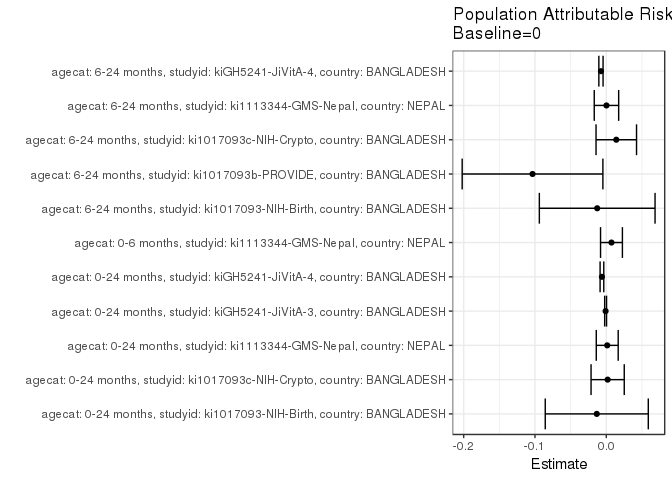 Population Attributable Risk
Baseline=0
agecat: 6-24 months, studyid: kiGH5241-JiVitA-4, country: BANGLADESH
agecat: 6-24 months, studyid: ki1113344-GMS-Nepal, country: NEPAL
agecat: 6-24 months, studyid: ki1017093c-NIH-Crypto, country: BANGLADESH
agecat: 6-24 months, studyid: ki1017093b-PROVIDE, country: BANGLADESH
agecat: 6-24 months, studyid: ki1017093-NIH-Birth, country: BANGLADESH
agecat: 0-6 months, studyid: ki1113344-GMS-Nepal, country: NEPAL
agecat: 0-24 months, studyid: kiGH5241-JiVitA-4, country: BANGLADESH
agecat: 0-24 months, studyid: kiGH5241-JiVitA-3, country: BANGLADESH
agecat: 0-24 months, studyid: ki1113344-GMS-Nepal, country: NEPAL
agecat: 0-24 months, studyid: ki1017093c-NIH-Crypto, country: BANGLADESH
agecat: 0-24 months, studyid: ki1017093-NIH-Birth, country: BANGLADESH
-0.2 -0.1 0.0
Estimate